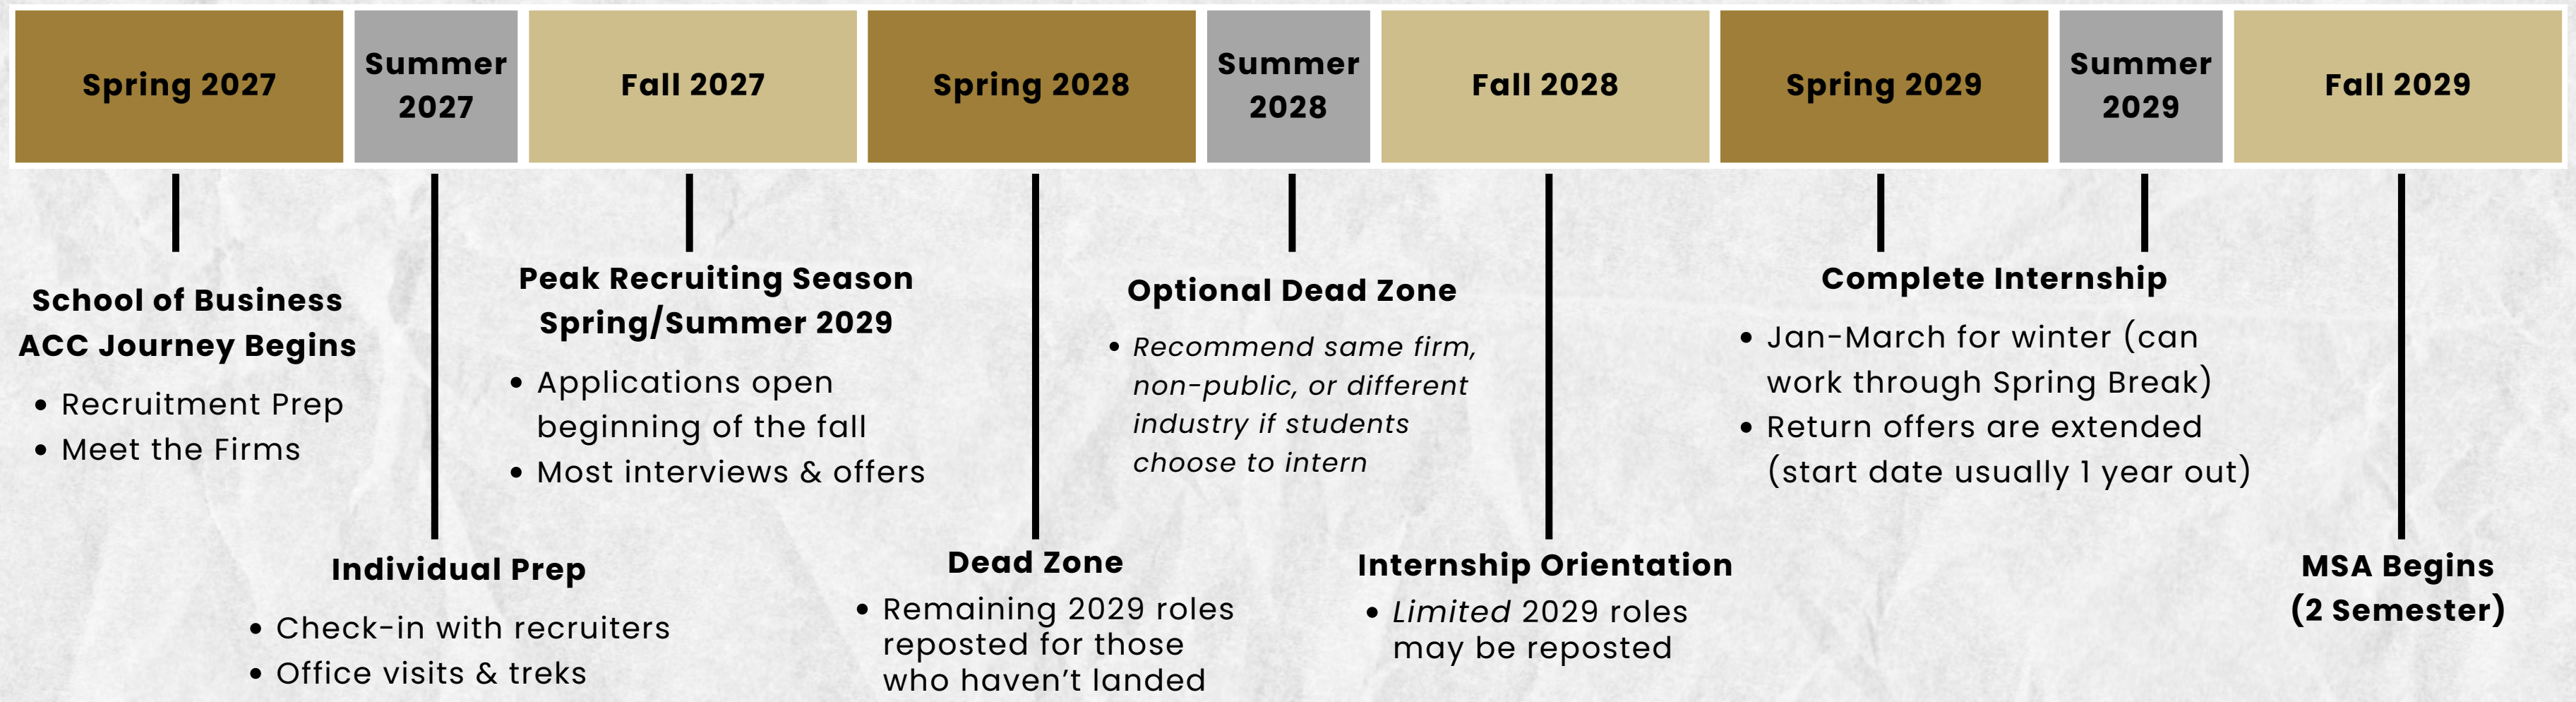 Spring 2027
Summer
2027
Fall 2027
Spring 2028
Summer
2028
Fall 2028
Spring 2029
Summer
2029
Fall 2029
School of Business
ACC Journey Begins
• Recruitment Prep
• Meet the Firms
Individual Prep
• Check-in with recruiters
• Office visits & treks
Peak Recruiting Season
Spring/Summer 2029
• Applications open
beginning of the fall
• Most interviews & offers
Dead Zone
• Remaining 2029 roles
reposted for those
who haven't landed
Optional Dead Zone
• Recommend same firm,
non-public, or different
industry if students
choose to intern
Internship Orientation
• Limited 2029 roles
may be reposted
Complete Internship
• Jan-March for winter (can
work through Spring Break)
• Return offers are extended
(start date usually 1 year out)
MSA Begins
(2 Semester)